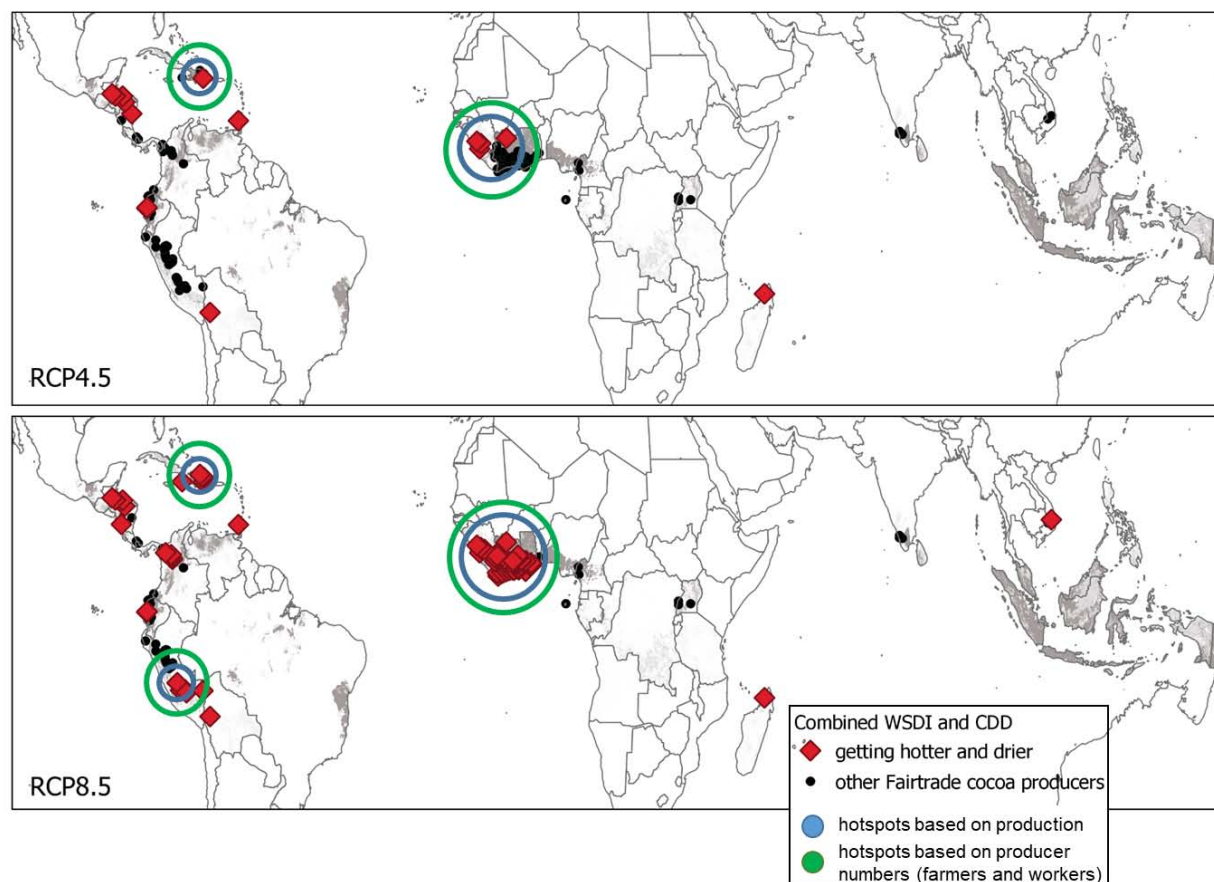 RCP4.5
RCP8.5
Combined WSDI and CDD
getting hotter and drier
other Fairtrade cocoa producers
hotspots based on production
hotspots based on producer
numbers (farmers and workers)